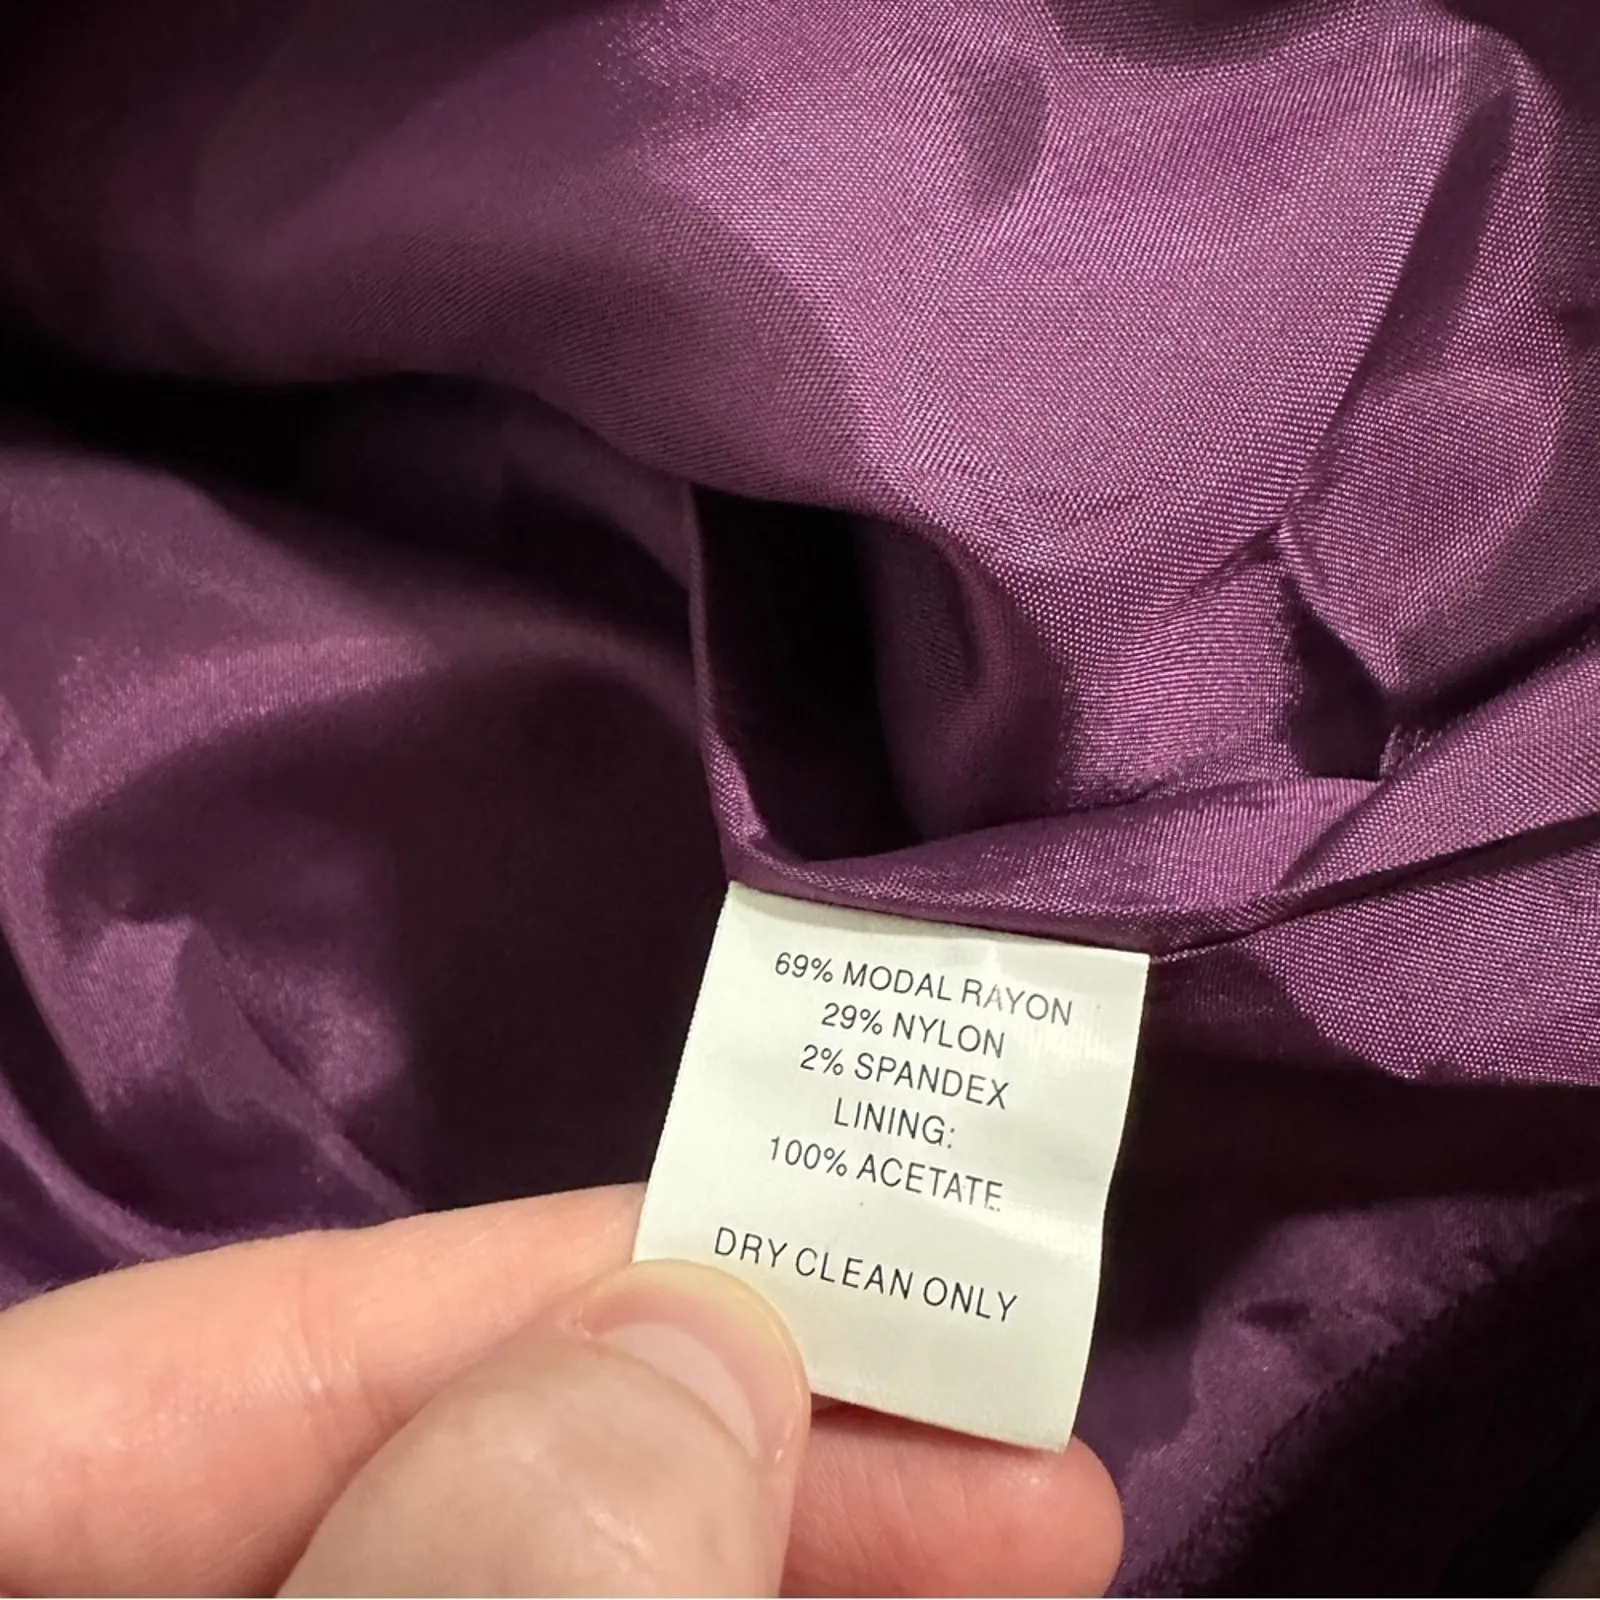 69% MODAL RAYON
29% NYLON
2% SPANDEX
LINING:
100% ACETATE
DRY CLEAN ONLY